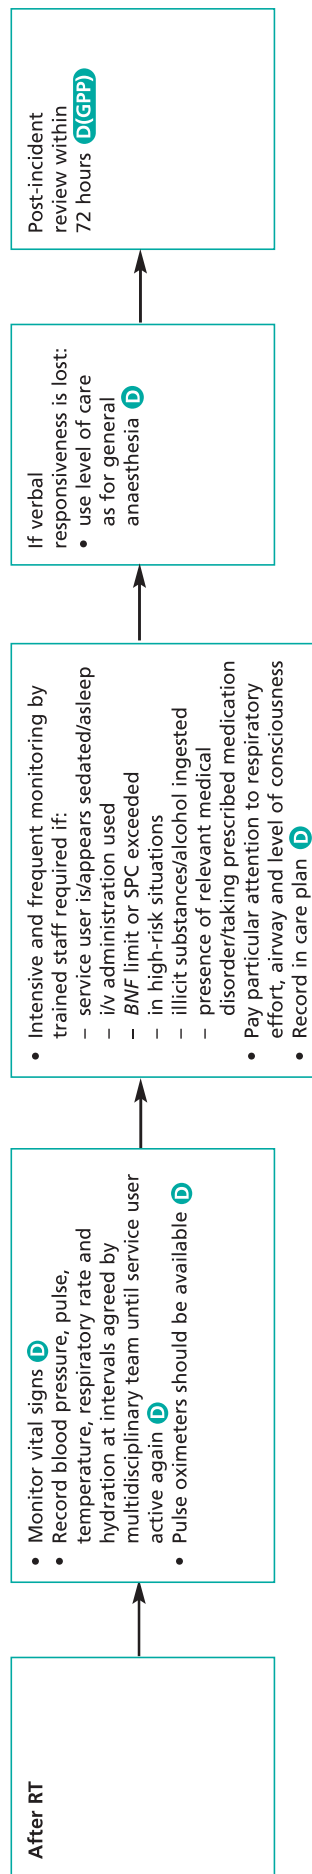 After RT
• Monitor vital signs D
• Record blood pressure, pulse,
temperature, respiratory rate and
hydration at intervals agreed by
multidisciplinary team until service user
active again D
• Pulse oximeters should be available D
• Intensive and frequent monitoring by
trained staff required if:
– service user is/appears sedated/asleep
– i/v administration used
– BNF limit or SPC exceeded
– in high-risk situations
– illicit substances/alcohol ingested
– presence of relevant medical
disorder/taking prescribed medication
• Pay particular attention to respiratory
effort, airway and level of consciousness
• Record in care plan D
If verbal
responsiveness is lost:
• use level of care
as for general
anaesthesia D
Post-incident
review within
72 hours D(GPP)